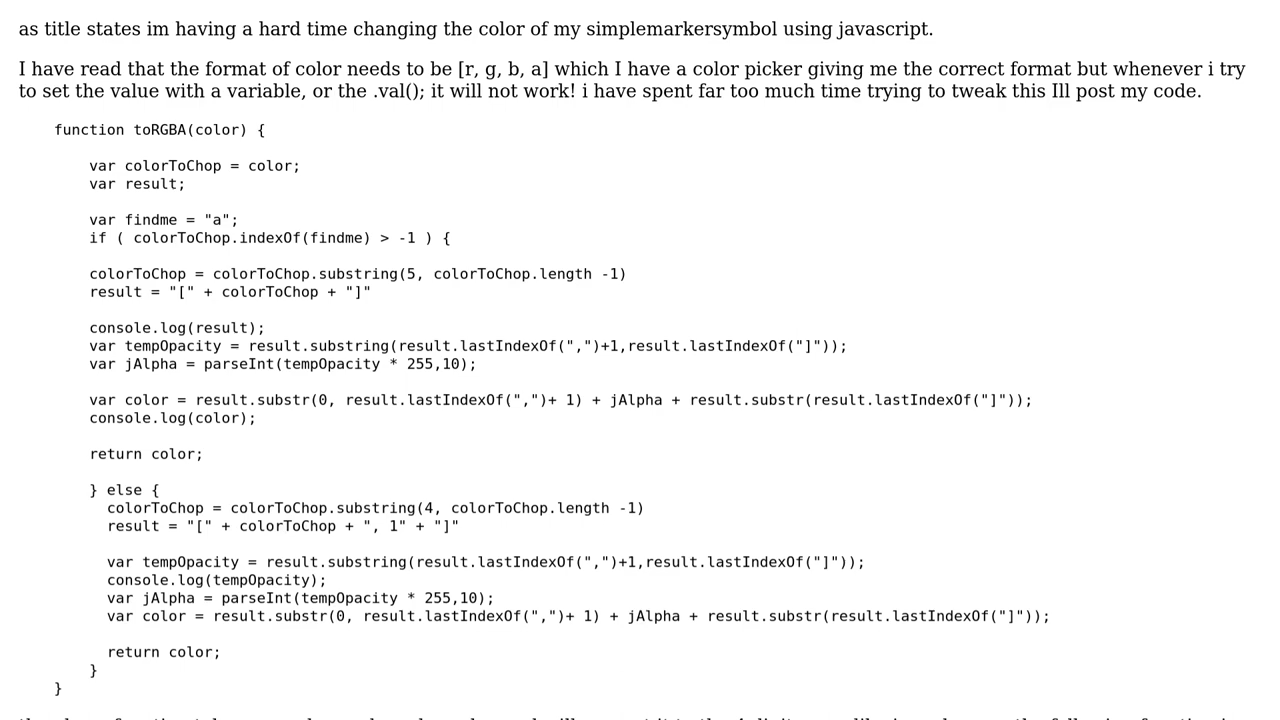 as title states im having a hard time changing the color of my simplemarkersymbol using javascript.
I have read that the format of color needs to be [r, g, b, a] which I have a color picker giving me the correct format but whenever i try
to set the value with a variable, or the .val(); it will not work! i have spent far too much time trying to tweak this Ill post my code.
function toRGBA(color) {
var colorToChop = color;
var result;
var findme = "a";
if ( colorToChop.indexOf(findme) > -1 ) {
colorToChop = colorToChop.substring(5, colorToChop.length -1)
result = "[" + colorToChop + "]"
console.log(result);
var tempOpacity = result.substring(result.lastIndexOf(",")+1,result.lastIndexOf("]"));
var jAlpha = parseInt(tempOpacity * 255,10);
var color = result.substr(0, result.lastIndexOf(",")+ 1) + jAlpha + result.substr(result.lastIndexOf("]"));
console.log(color);
return color;
} else {
colorToChop = colorToChop.substring(4, colorToChop.length -1)
result = "[" + colorToChop + ", 1" + "]"
var tempOpacity = result.substring(result.lastIndexOf(",")+1,result.lastIndexOf("]"));
console.log(tempOpacity);
var jAlpha = parseInt(tempOpacity * 255,10);
var color = result.substr(0, result.lastIndexOf(",")+ 1) + jAlpha + result.substr(result.lastIndexOf("]"));
return color;
}
}